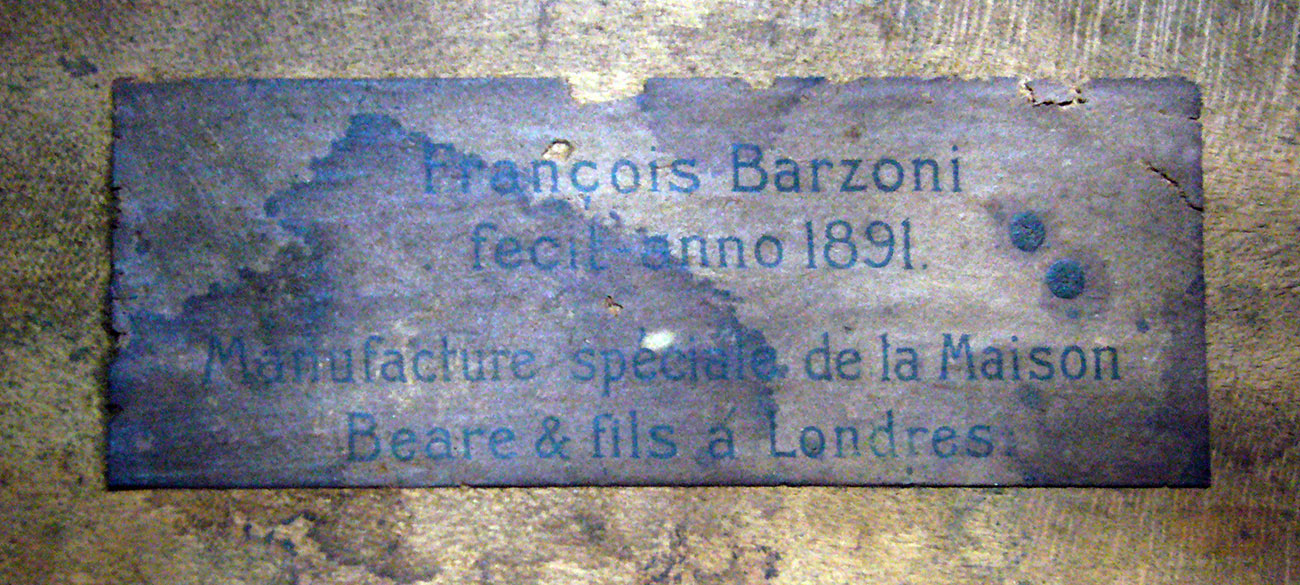 François Barzoni
fecit anno 1891.
Manufacture spéciale de la Maison
Beare & fils á Londres.